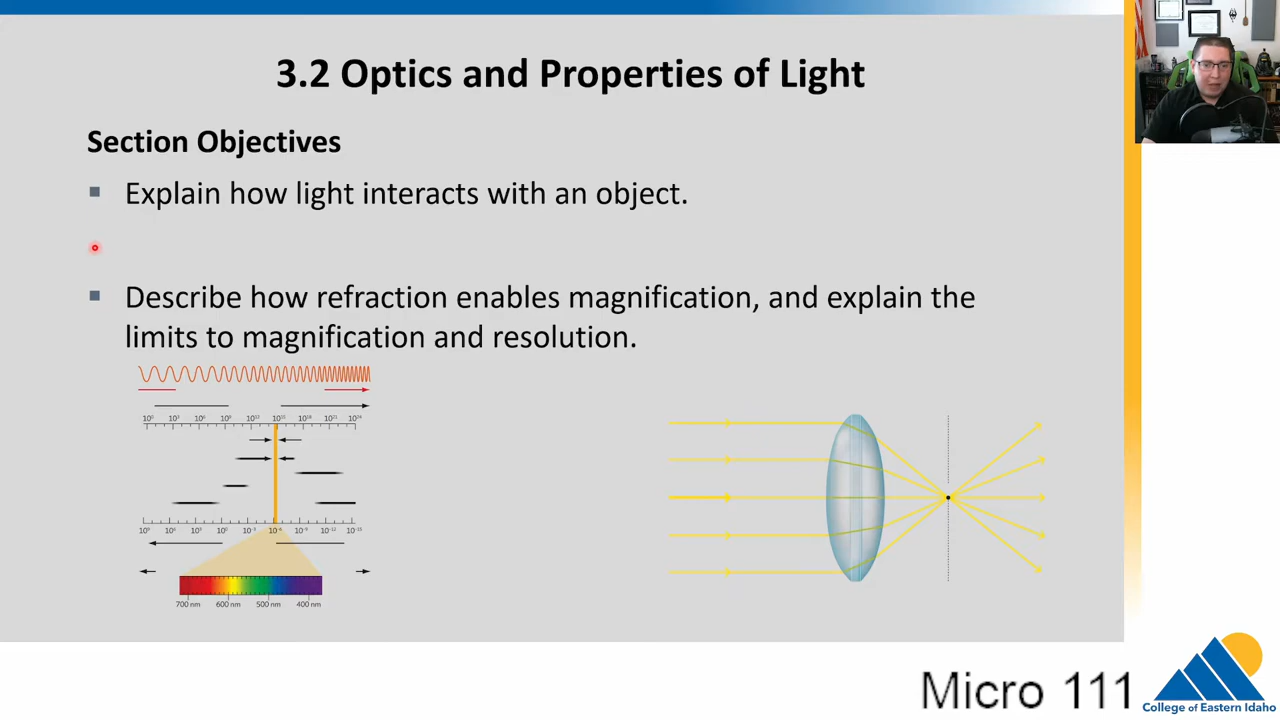 3.2 Optics and Properties of Light
Section Objectives
Explain how light interacts with an object.
Describe how refraction enables magnification, and explain the
limits to magnification and resolution.
700 nm 600 nm 500 nm 400 nm
Micro 111
College of Eastern Idaho